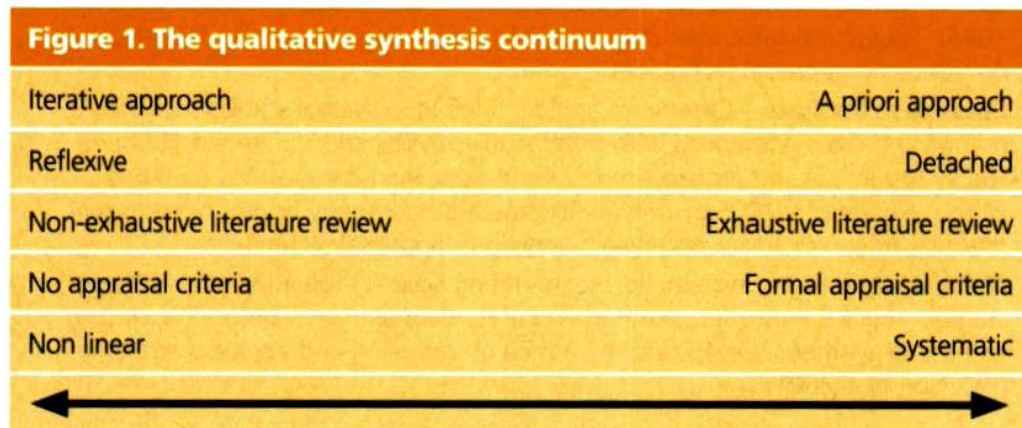 Figure 1. The qualitative synthesis continuum
Iterative approach A priori approach
Reflexive Detached
Non-exhaustive literature review Exhaustive literature review
No appraisal criteria Formal appraisal criteria
Non linear Systematic